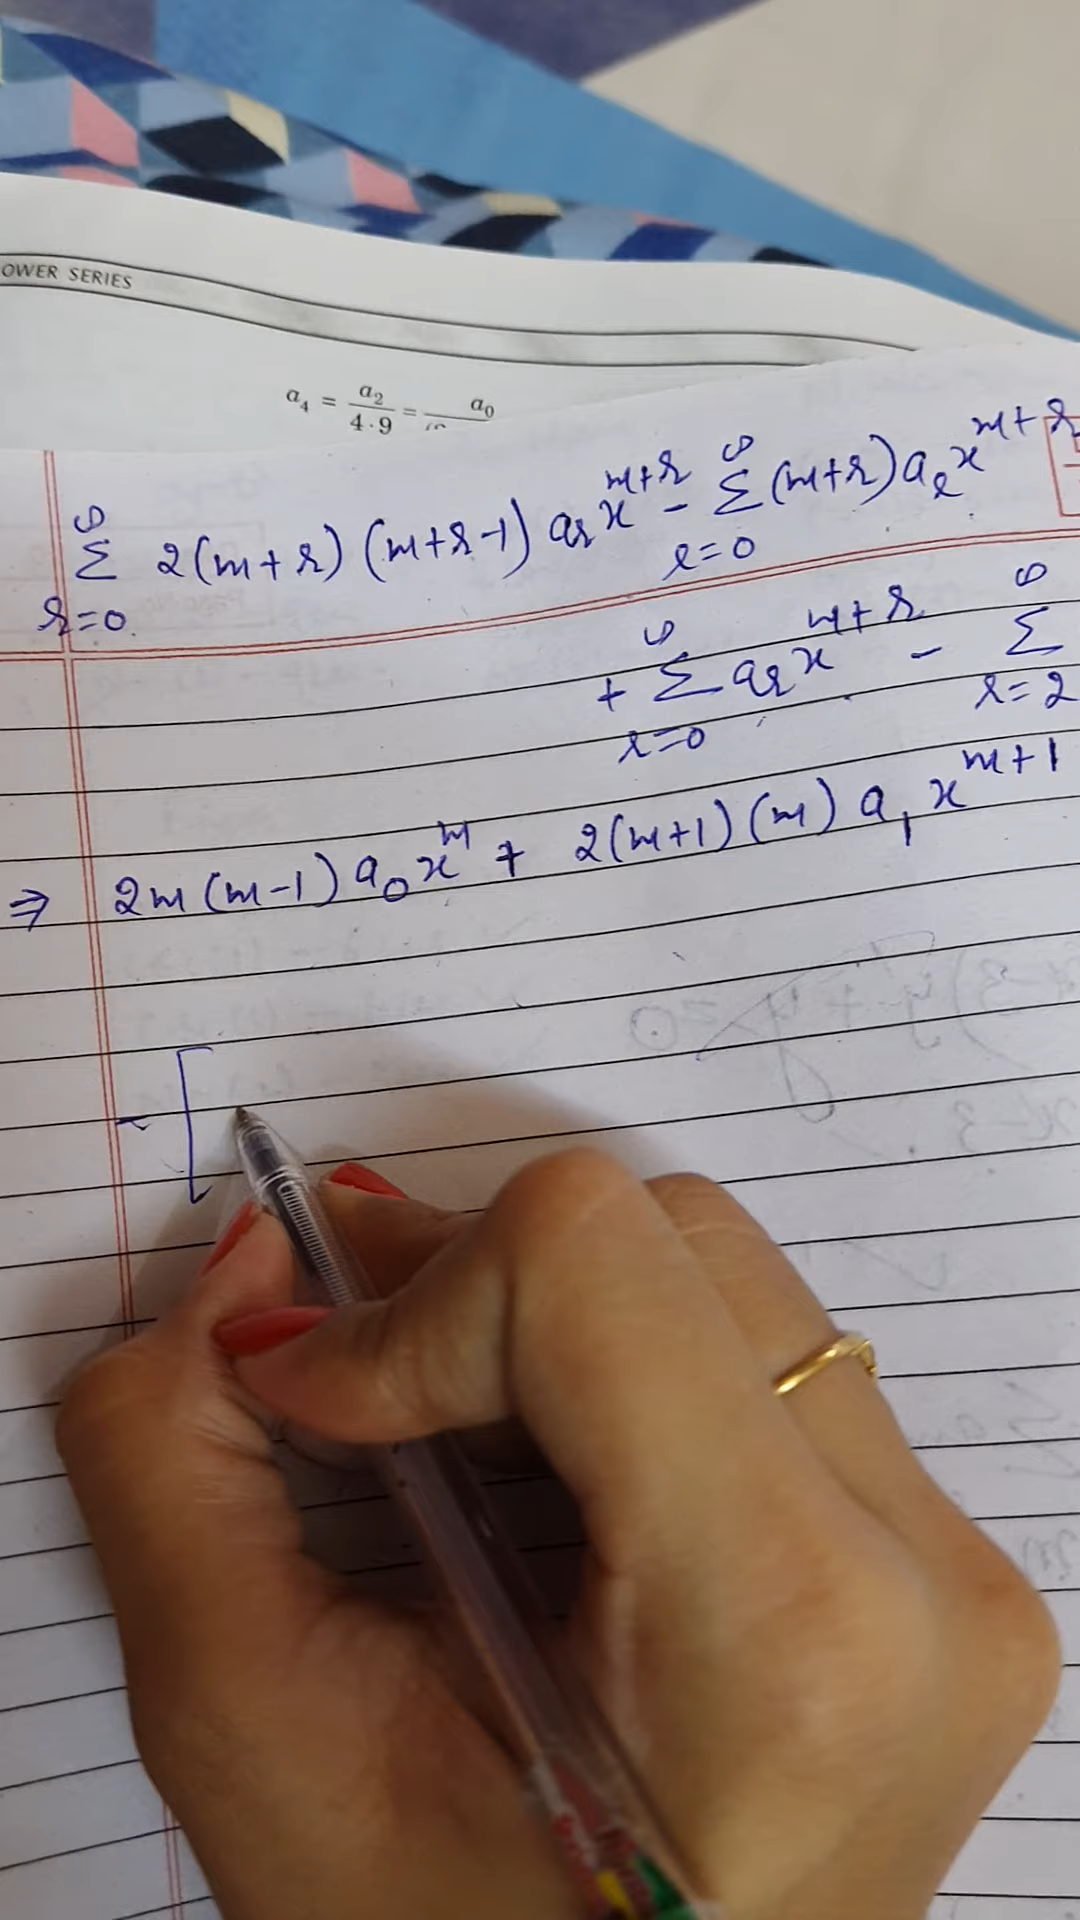 OWER SERIES
a₄ = a₂/4·9 = a₀
∞ ∑ r=0 2(m+r)(m+r-1) aᵣ x^{m+r} - ∞ ∑ r=0 (m+r) aᵣ x^{m+r}
+ ∞ ∑ r=0 aᵣ x^{m+r} - ∞ ∑ r=2
⇒ 2m(m-1) a₀ x^m + 2(m+1)(m) a₁ x^{m+1}
- [